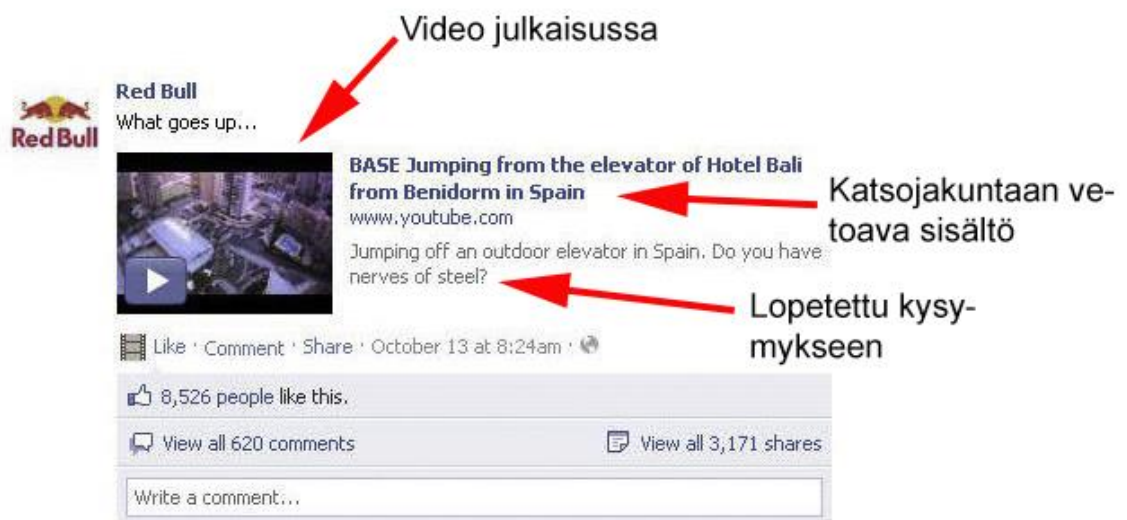 Video julkaisussa
Red Bull
What goes up...
RedBull
BASE Jumping from the elevator of Hotel Bali
from Benidorm in Spain
www.youtube.com
Jumping off an outdoor elevator in Spain. Do you have
nerves of steel?
Katsojakuntaan ve-
toava sisältö
Lopetettu kysy-
mykseen
Like · Comment · Share · October 13 at 8:24am ·
8,526 people like this.
View all 620 comments
View all 3,171 shares
Write a comment...